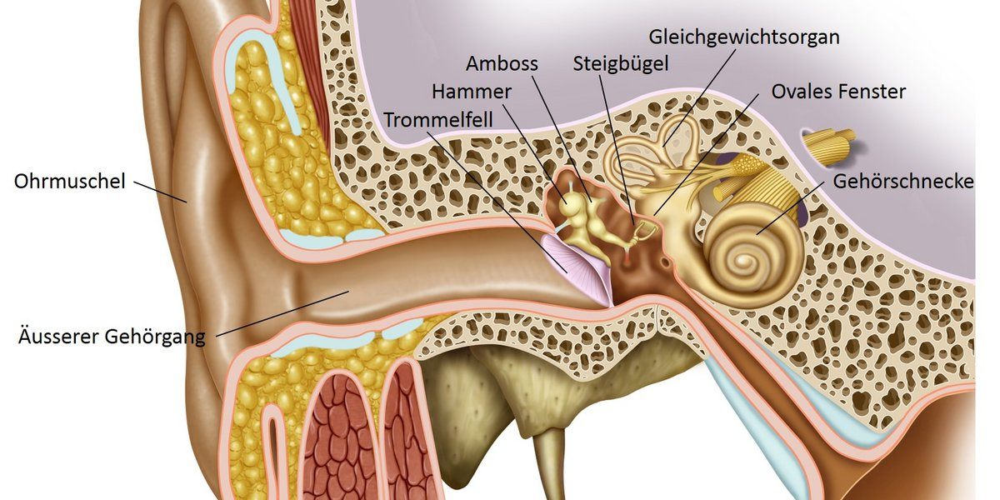 Gleichgewichtsorgan
Amboss
Steigbügel
Hammer
Ovales Fenster
Trommelfell
Ohrmuschel
Gehörschnecke
Äusserer Gehörgang